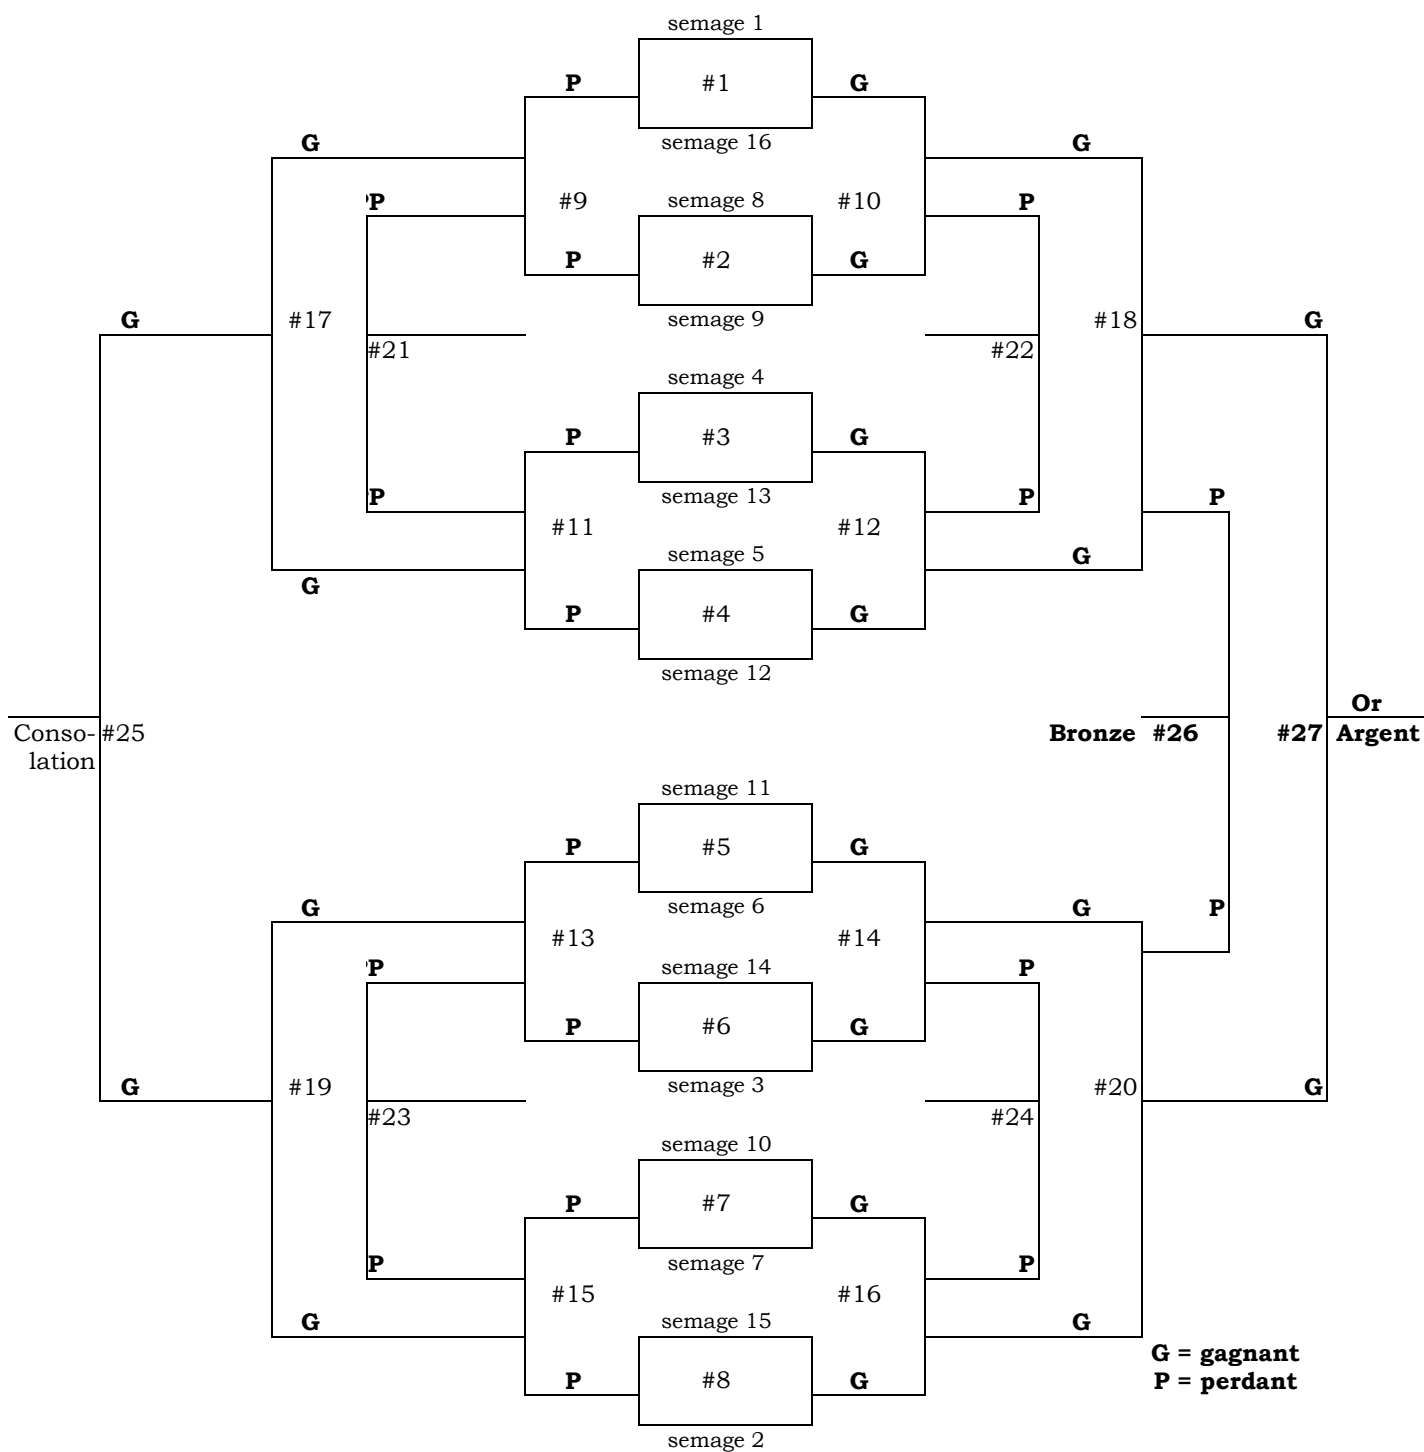 semage 1
P #1 G
semage 16
G G
#9 #10
P semage 8 P
P #2 G
semage 9
G #17 #18 G
#21 #22
semage 4
P #3 G
P semage 13 P P
#11 #12
semage 5 G
G
P #4 G
semage 12
Or
Conso- #25 Bronze #26 #27 Argent
lation
semage 11
P #5 G
G semage 6 G P
#13 #14
P semage 14 P
P #6 G
G #19 semage 3 #20 G
#23 #24
semage 10
P #7 G
P semage 7 P
#15 #16
G semage 15 G
G = gagnant
P #8 G P = perdant
semage 2